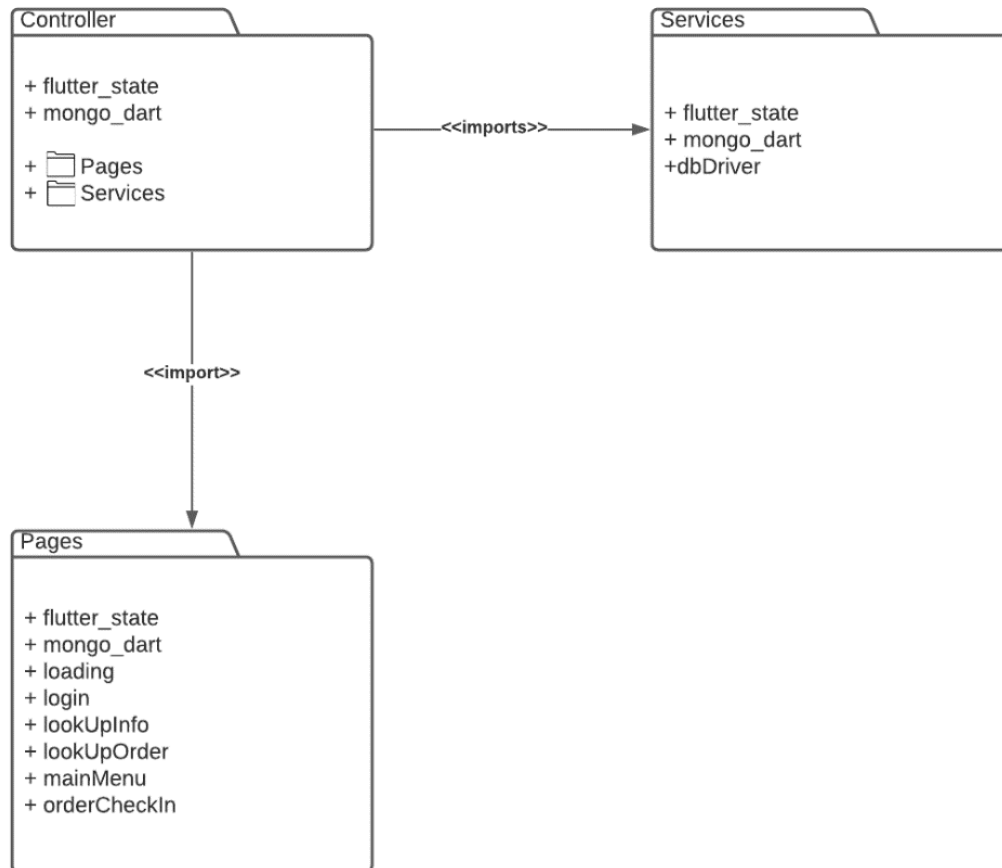 Controller
+ flutter_state
+ mongo_dart
+ Pages
+ Services
<<imports>>
Services
+ flutter_state
+ mongo_dart
+dbDriver
<<import>>
Pages
+ flutter_state
+ mongo_dart
+ loading
+ login
+ lookUpInfo
+ lookUpOrder
+ mainMenu
+ orderCheckIn